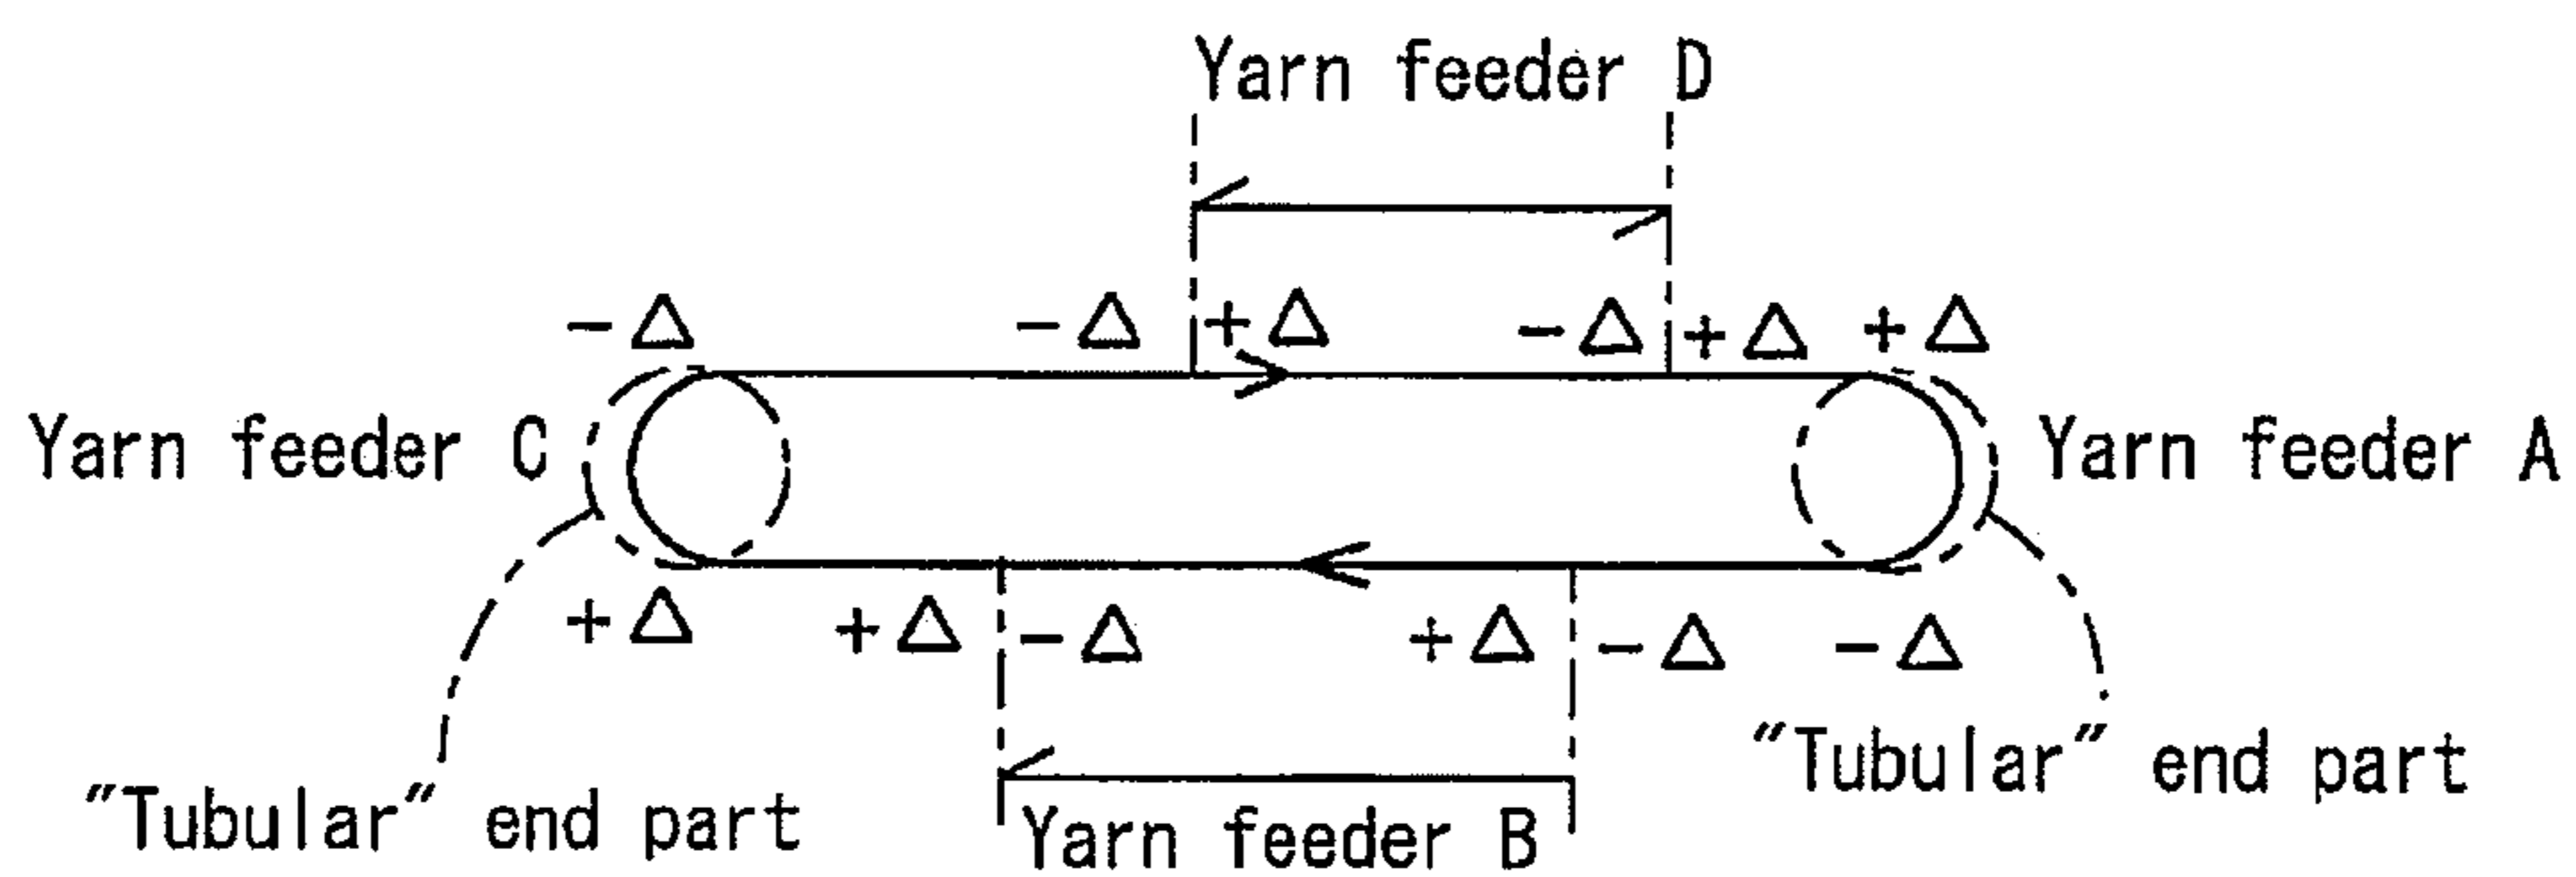 Yarn feeder D
-△ -△ +△ -△ +△ +△
Yarn feeder C
Yarn feeder A
+△ +△ -△ +△ -△ -△
"Tubular" end part
"Tubular" end part
Yarn feeder B